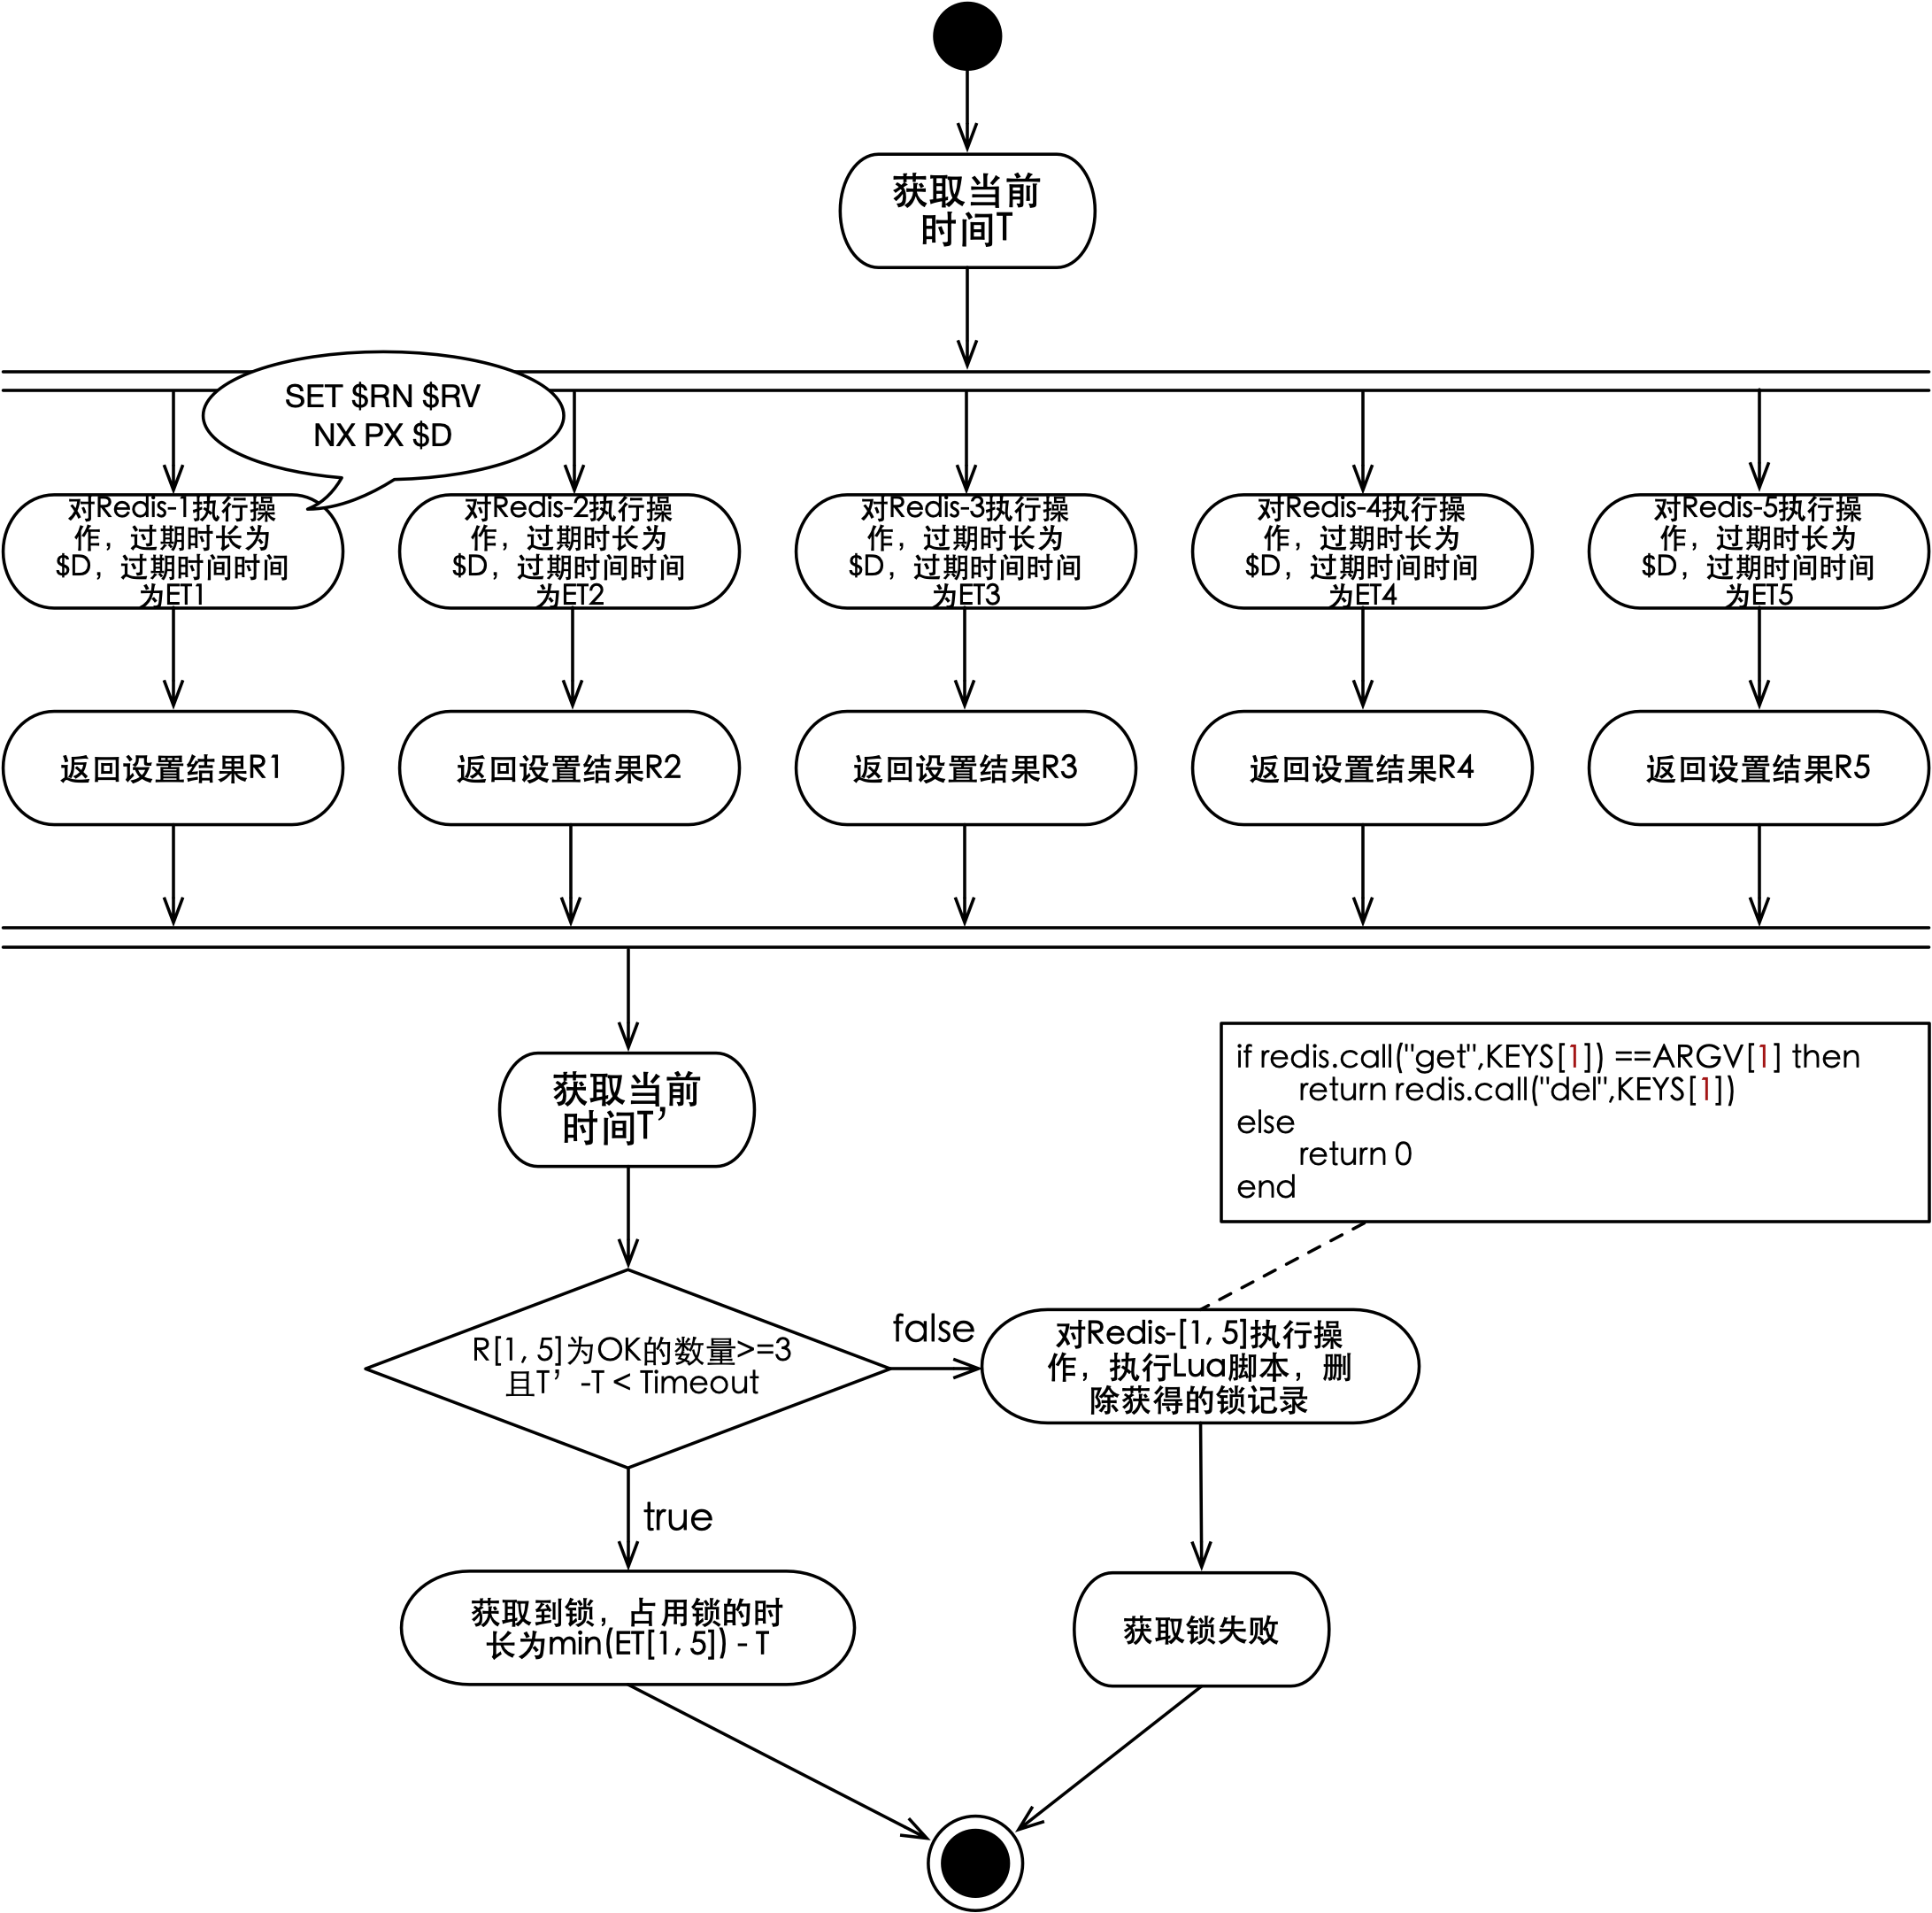 获取当前
时间T
SET $RN $RV
NX PX $D
对Redis-1执行操
作，过期时长为
$D，过期时间时间
为ET1
对Redis-2执行操
作，过期时长为
$D，过期时间时间
为ET2
对Redis-3执行操
作，过期时长为
$D，过期时间时间
为ET3
对Redis-4执行操
作，过期时长为
$D，过期时间时间
为ET4
对Redis-5执行操
作，过期时长为
$D，过期时间时间
为ET5
返回设置结果R1
返回设置结果R2
返回设置结果R3
返回设置结果R4
返回设置结果R5
获取当前
时间T’
if redis.call("get",KEYS[1]) ==ARGV[1] then
return redis.call("del",KEYS[1])
else
return 0
end
R[1, 5]为OK的数量>=3
且T’-T < Timeout
false
对Redis-[1, 5]执行操
作，执行Lua脚本，删
除获得的锁记录
true
获取到锁，占用锁的时
长为min(ET[1, 5]) - T
获取锁失败